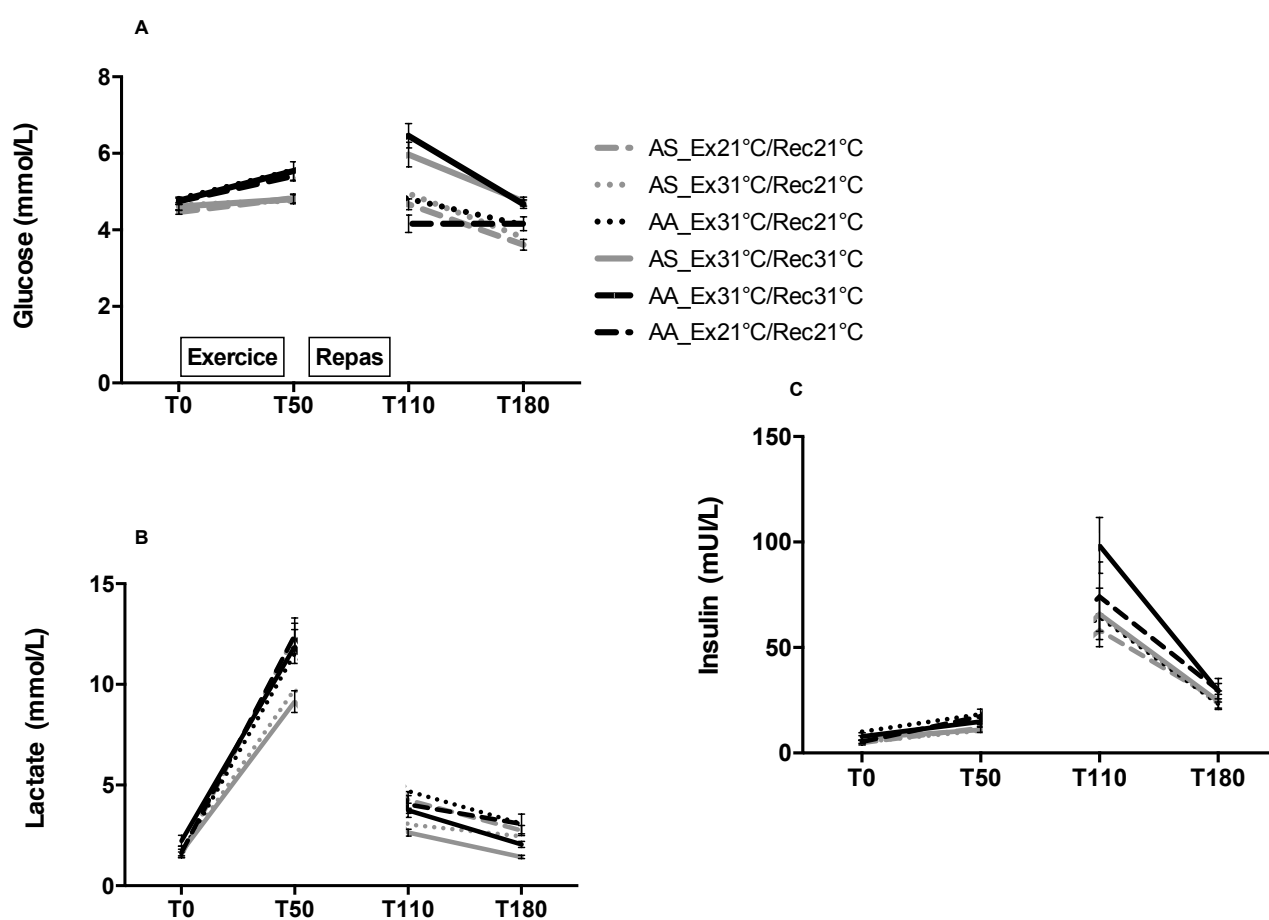 A
Glucose (mmol/L)
8
6
4
2
0
Exercice
Repas
T0 T50 T110 T180
AS_Ex21°C/Rec21°C
AS_Ex31°C/Rec21°C
AA_Ex31°C/Rec21°C
AS_Ex31°C/Rec31°C
AA_Ex31°C/Rec31°C
AA_Ex21°C/Rec21°C
B
Lactate (mmol/L)
15
10
5
0
T0 T50 T110 T180
C
Insulin (mUI/L)
150
100
50
0
T0 T50 T110 T180